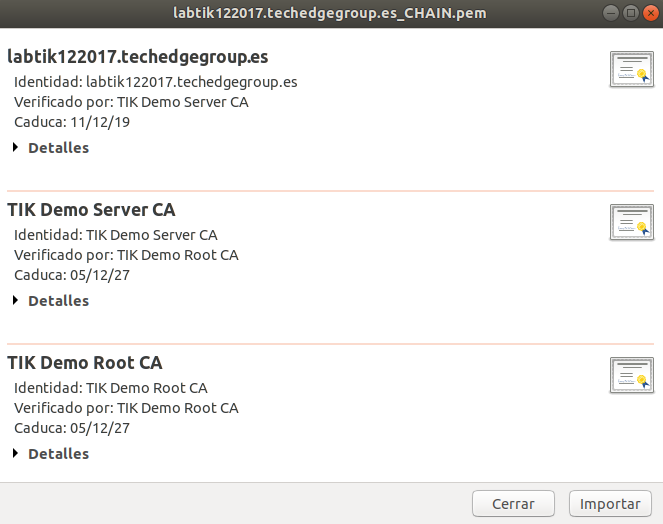 labtik122017.techedgegroup.es_CHAIN.pem
labtik122017.techedgegroup.es
Identidad: labtik122017.techedgegroup.es
Verificado por: TIK Demo Server CA
Caduca: 11/12/19
Detalles
TIK Demo Server CA
Identidad: TIK Demo Server CA
Verificado por: TIK Demo Root CA
Caduca: 05/12/27
Detalles
TIK Demo Root CA
Identidad: TIK Demo Root CA
Verificado por: TIK Demo Root CA
Caduca: 05/12/27
Detalles
Cerrar
Importar